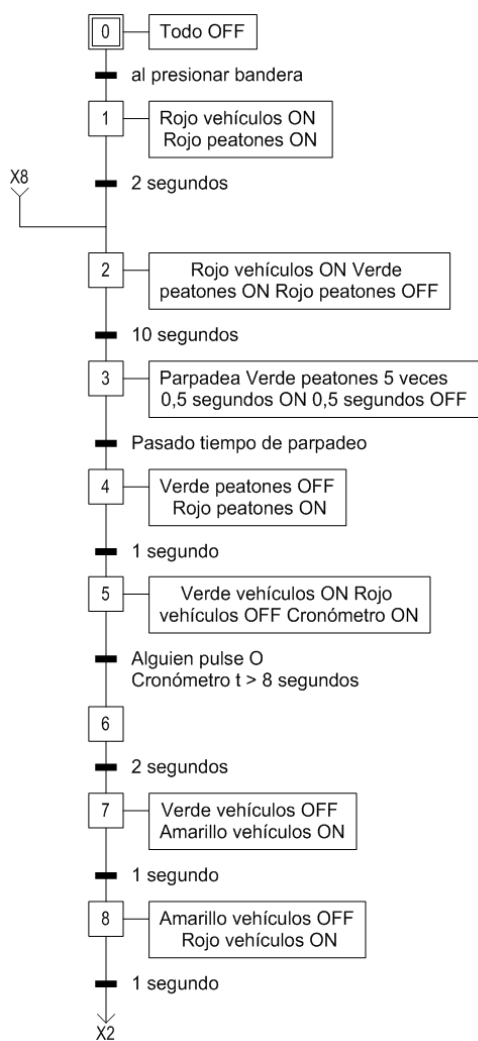 0
Todo OFF
al presionar bandera
1
Rojo vehículos ON
Rojo peatones ON
X8
2 segundos
2
Rojo vehículos ON Verde
peatones ON Rojo peatones OFF
10 segundos
3
Parpadea Verde peatones 5 veces
0,5 segundos ON 0,5 segundos OFF
Pasado tiempo de parpadeo
4
Verde peatones OFF
Rojo peatones ON
1 segundo
5
Verde vehículos ON Rojo
vehículos OFF Cronómetro ON
Alguien pulse O
Cronómetro t > 8 segundos
6
2 segundos
7
Verde vehículos OFF
Amarillo vehículos ON
1 segundo
8
Amarillo vehículos OFF
Rojo vehículos ON
1 segundo
X2